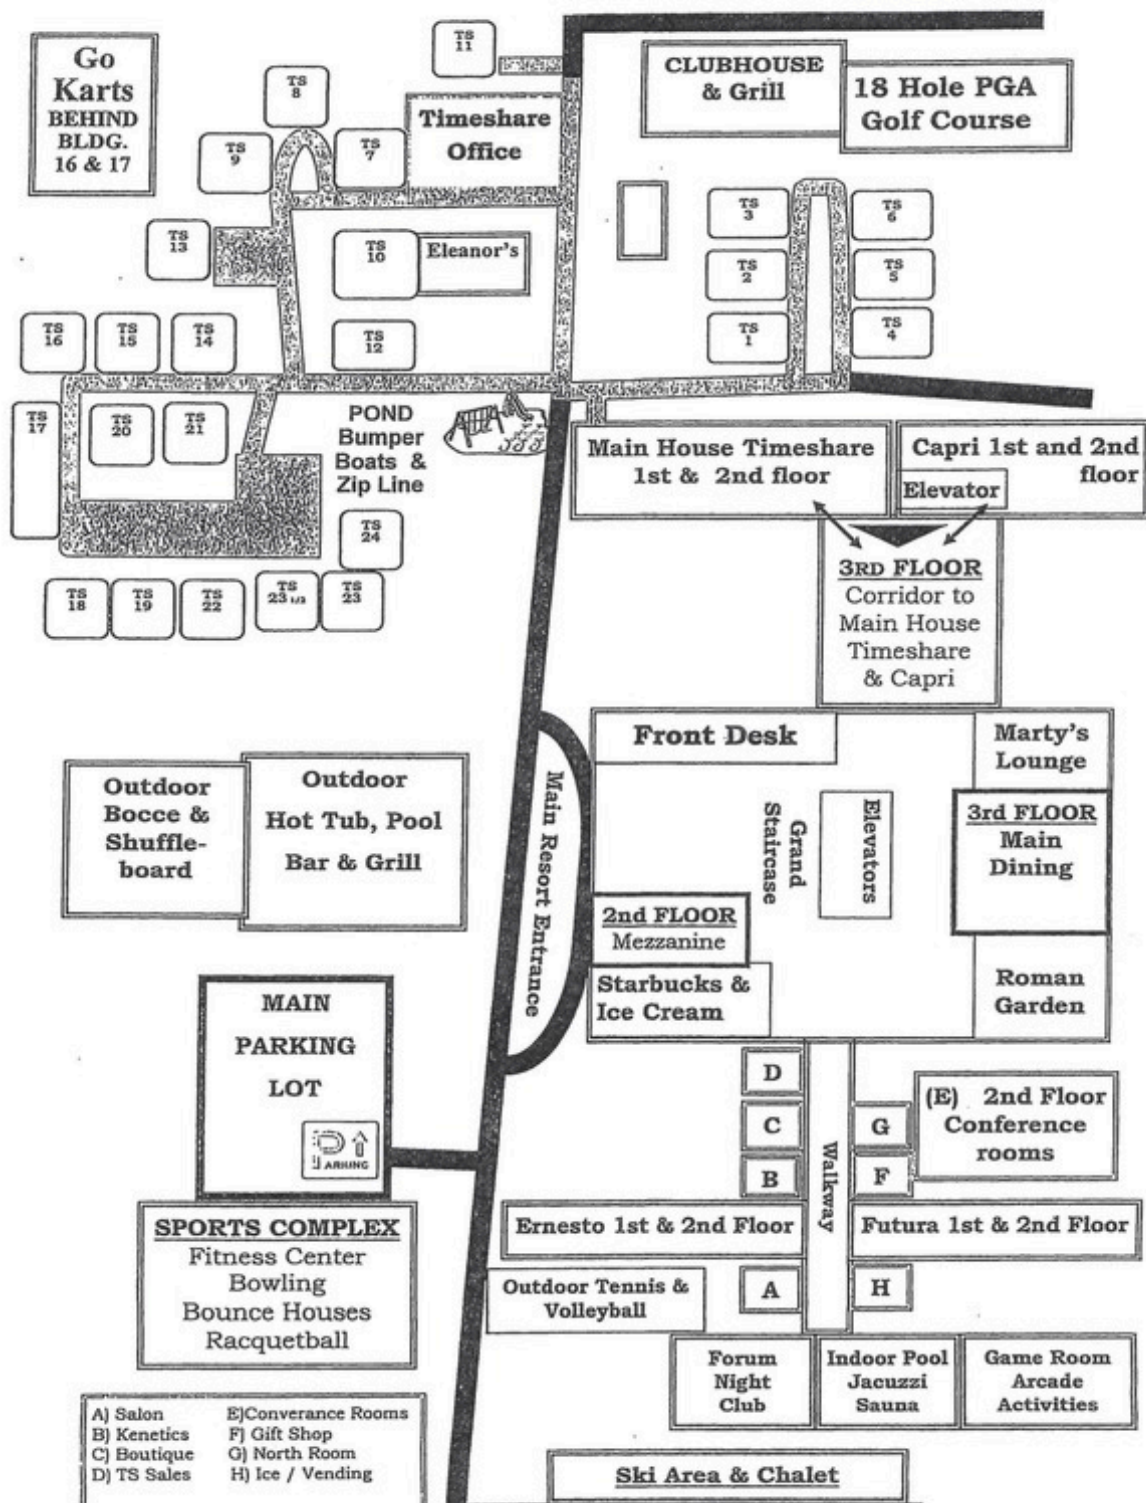 Go
Karts
BEHIND
BLDG.
16 & 17
TS
11
TS
8
TS
9
TS
7
Timeshare
Office
CLUBHOUSE
& Grill
18 Hole PGA
Golf Course
TS
13
TS
10
Eleanor's
TS
12
TS
3
TS
6
TS
2
TS
5
TS
1
TS
4
TS
16
TS
15
TS
14
TS
17
TS
20
TS
21
POND
Bumper
Boats &
Zip Line
TS
24
TS
18
TS
19
TS
22
TS
23 1/2
TS
23
Main House Timeshare
1st & 2nd floor
Capri 1st and 2nd
floor
Elevator
3RD FLOOR
Corridor to
Main House
Timeshare
& Capri
Front Desk
Marty's
Lounge
Grand
Staircase
Elevators
3rd FLOOR
Main
Dining
2nd FLOOR
Mezzanine
Starbucks &
Ice Cream
Roman
Garden
Main Resort Entrance
Outdoor
Bocce &
Shuffle-
board
Outdoor
Hot Tub, Pool
Bar & Grill
MAIN
PARKING
LOT
ARKING
SPORTS COMPLEX
Fitness Center
Bowling
Bounce Houses
Racquetball
D
C
B
G
F
Walkway
(E) 2nd Floor
Conference
rooms
Ernesto 1st & 2nd Floor
Futura 1st & 2nd Floor
Outdoor Tennis &
Volleyball
A
H
Forum
Night
Club
Indoor Pool
Jacuzzi
Sauna
Game Room
Arcade
Activities
A) Salon E)Converance Rooms
B) Kenetics F) Gift Shop
C) Boutique G) North Room
D) TS Sales H) Ice / Vending
Ski Area & Chalet